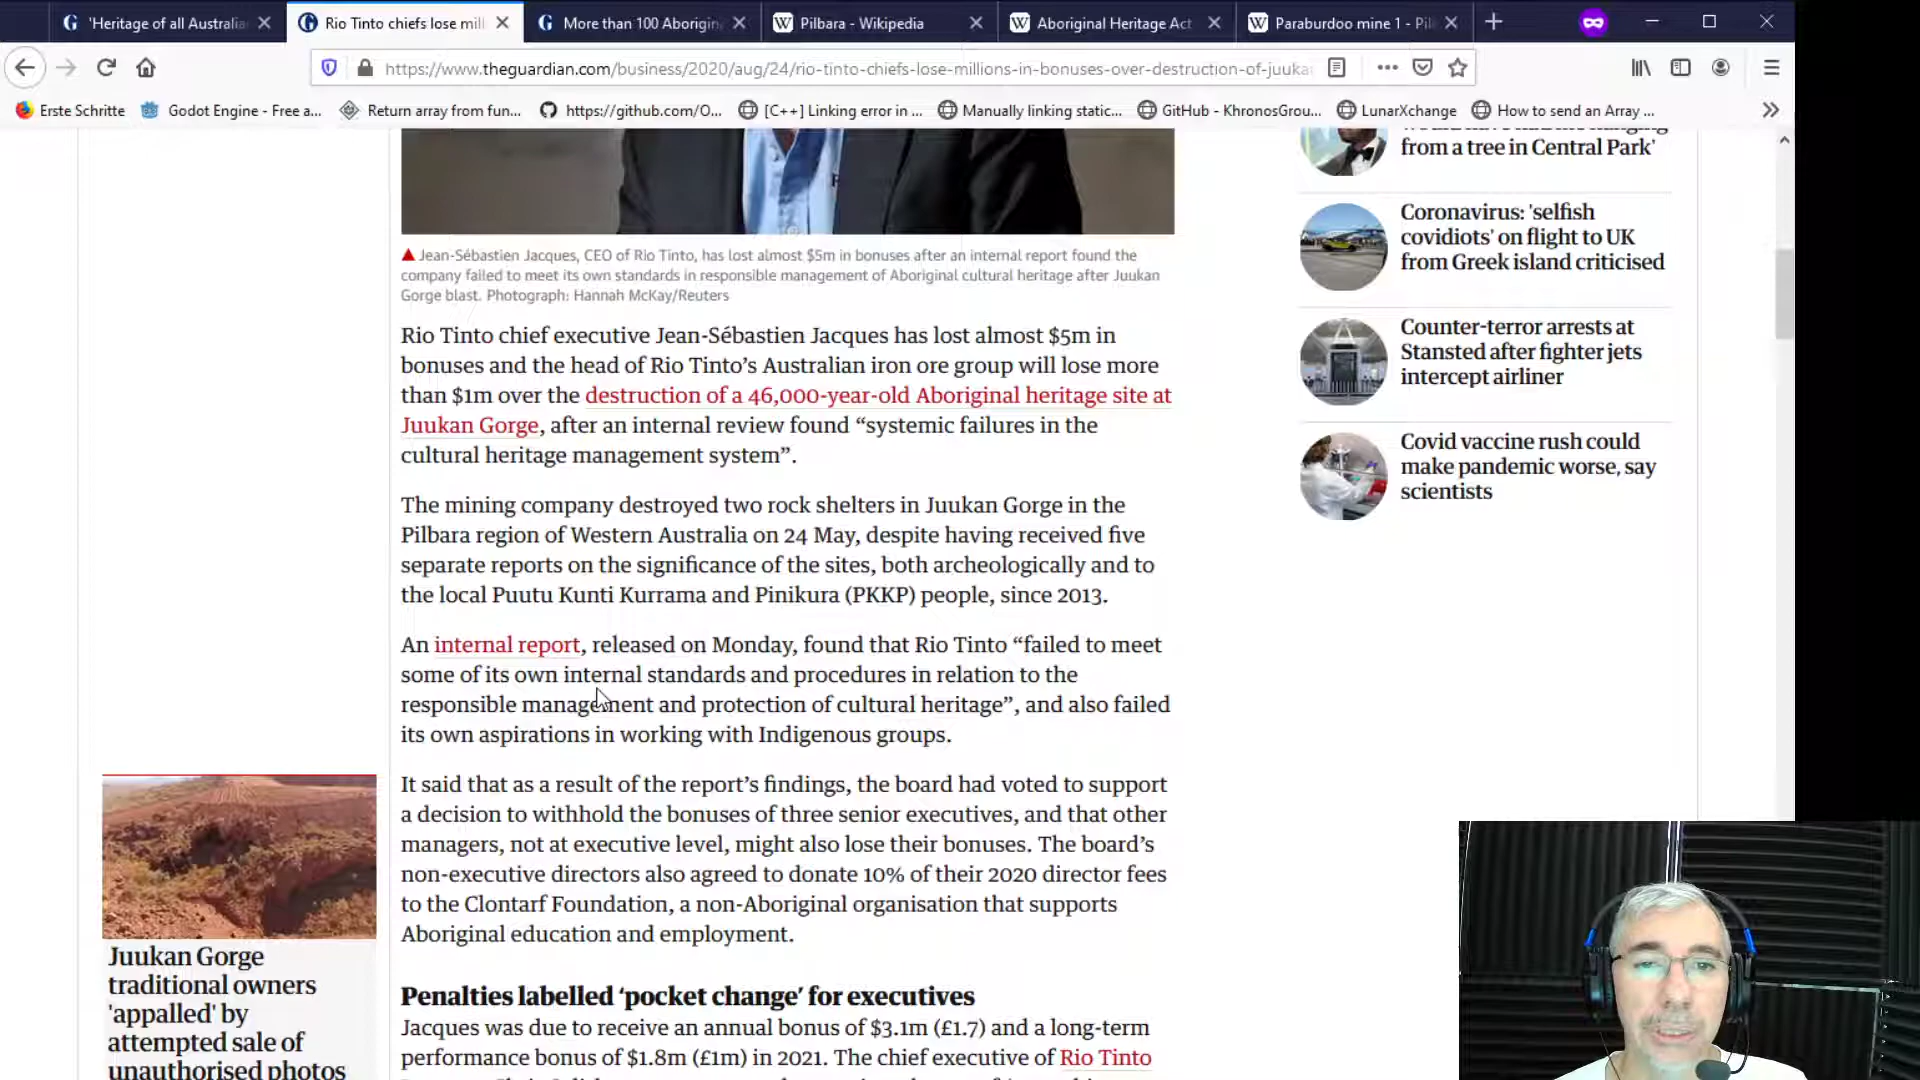 'Heritage of all Australia
Rio Tinto chiefs lose mill
More than 100 Aborigin
Pilbara - Wikipedia
Aboriginal Heritage Act
Paraburdoo mine 1 - Pil
https://www.theguardian.com/business/2020/aug/24/rio-tinto-chiefs-lose-millions-in-bonuses-over-destruction-of-juuka
Erste Schritte
Godot Engine - Free a...
Return array from fun...
https://github.com/O...
[C++] Linking error in ...
Manually linking static...
GitHub - KhronosGrou...
LunarXchange
How to send an Array ...
Jean-Sébastien Jacques, CEO of Rio Tinto, has lost almost $5m in bonuses after an internal report found the
company failed to meet its own standards in responsible management of Aboriginal cultural heritage after Juukan
Gorge blast. Photograph: Hannah McKay/Reuters
Rio Tinto chief executive Jean-Sébastien Jacques has lost almost $5m in
bonuses and the head of Rio Tinto’s Australian iron ore group will lose more
than $1m over the destruction of a 46,000-year-old Aboriginal heritage site at
Juukan Gorge, after an internal review found “systemic failures in the
cultural heritage management system”.
The mining company destroyed two rock shelters in Juukan Gorge in the
Pilbara region of Western Australia on 24 May, despite having received five
separate reports on the significance of the sites, both archeologically and to
the local Puutu Kunti Kurrama and Pinikura (PKKP) people, since 2013.
An internal report, released on Monday, found that Rio Tinto “failed to meet
some of its own internal standards and procedures in relation to the
responsible management and protection of cultural heritage”, and also failed
its own aspirations in working with Indigenous groups.
It said that as a result of the report’s findings, the board had voted to support
a decision to withhold the bonuses of three senior executives, and that other
managers, not at executive level, might also lose their bonuses. The board’s
non-executive directors also agreed to donate 10% of their 2020 director fees
to the Clontarf Foundation, a non-Aboriginal organisation that supports
Aboriginal education and employment.
Penalties labelled ‘pocket change’ for executives
Jacques was due to receive an annual bonus of $3.1m (£1.7) and a long-term
performance bonus of $1.8m (£1m) in 2021. The chief executive of Rio Tinto
from a tree in Central Park'
Coronavirus: 'selfish
covidiots' on flight to UK
from Greek island criticised
Counter-terror arrests at
Stansted after fighter jets
intercept airliner
Covid vaccine rush could
make pandemic worse, say
scientists
Juukan Gorge
traditional owners
'appalled' by
attempted sale of
unauthorised photos